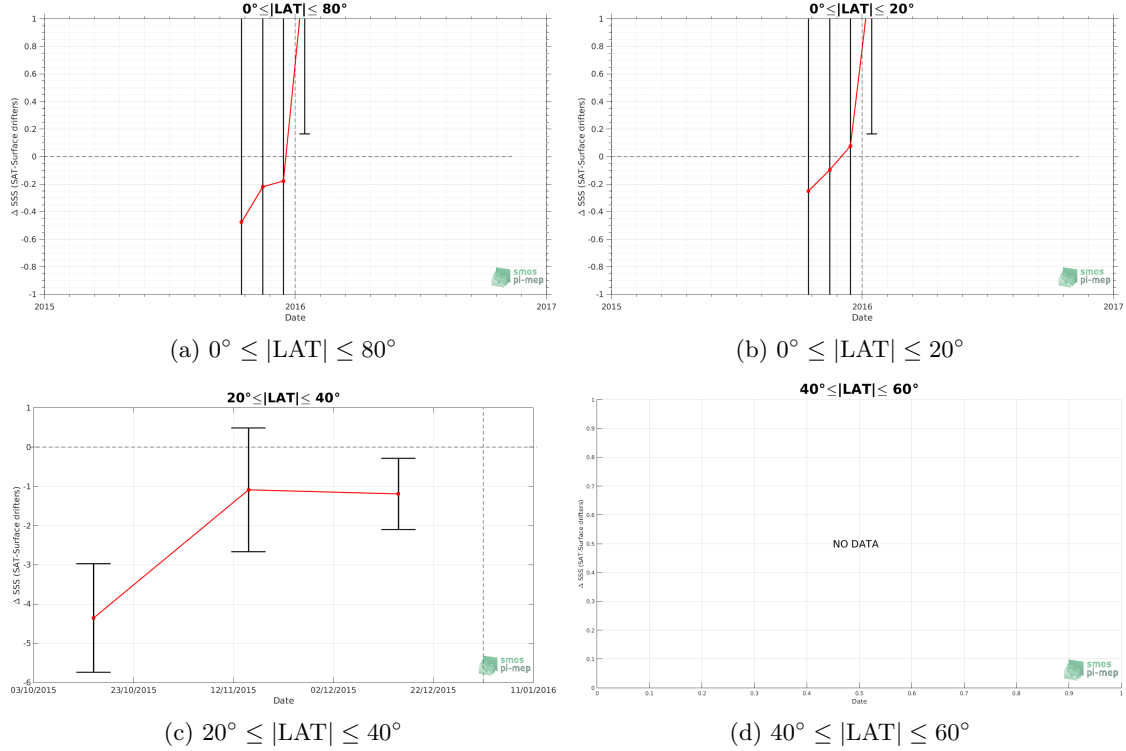 0°≤|LAT|≤ 80°
Δ SSS (SAT-Surface drifters)
1
0.8
0.6
0.4
0.2
0
-0.2
-0.4
-0.6
-0.8
-1
2015
2016
2017
Date
smos
pi-mep
(a) 0° ≤ |LAT| ≤ 80°
0°≤|LAT|≤ 20°
Δ SSS (SAT-Surface drifters)
1
0.8
0.6
0.4
0.2
0
-0.2
-0.4
-0.6
-0.8
-1
2015
2016
2017
Date
smos
pi-mep
(b) 0° ≤ |LAT| ≤ 20°
20°≤|LAT|≤ 40°
Δ SSS (SAT-Surface drifters)
1
0
-1
-2
-3
-4
-5
-6
03/10/2015
23/10/2015
12/11/2015
02/12/2015
22/12/2015
11/01/2016
Date
smos
pi-mep
(c) 20° ≤ |LAT| ≤ 40°
40°≤|LAT|≤ 60°
Δ SSS (SAT-Surface drifters)
1
0.9
0.8
0.7
0.6
0.5
0.4
0.3
0.2
0.1
0
NO DATA
0
0.1
0.2
0.3
0.4
0.5
0.6
0.7
0.8
0.9
1
Date
smos
pi-mep
(d) 40° ≤ |LAT| ≤ 60°